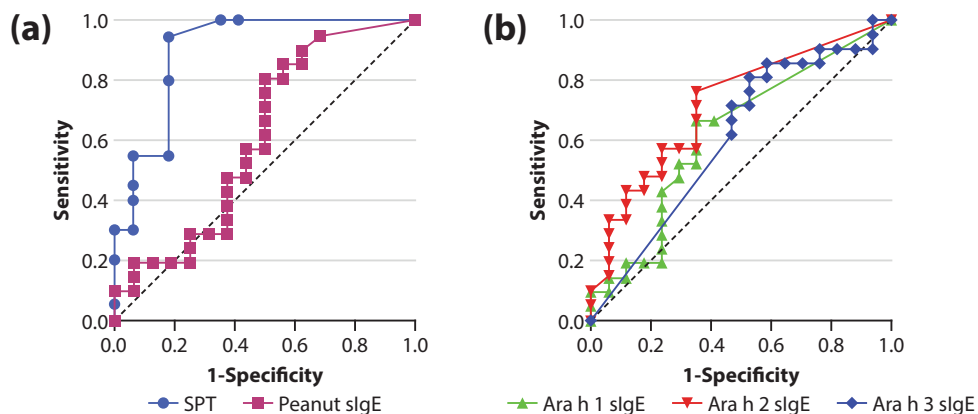 (a)
Sensitivity
1.0
0.8
0.6
0.4
0.2
0.0
0.0 0.2 0.4 0.6 0.8 1.0
1-Specificity
SPT Peanut sIgE
(b)
Sensitivity
1.0
0.8
0.6
0.4
0.2
0.0
0.0 0.2 0.4 0.6 0.8 1.0
1-Specificity
Ara h 1 sIgE Ara h 2 sIgE Ara h 3 sIgE